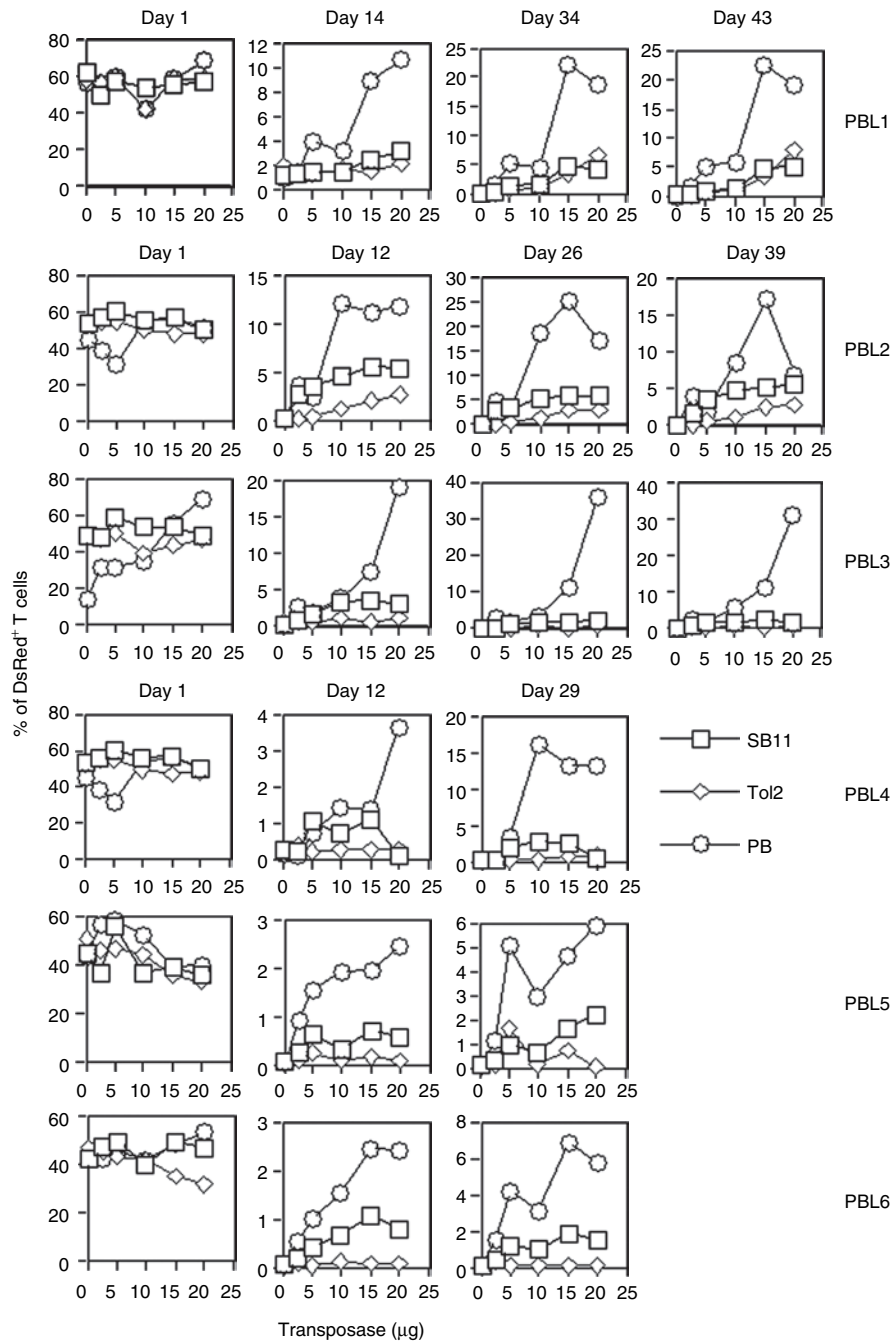 Day 1 Day 14 Day 34 Day 43
80 60 40 20 0
12 10 8 6 4 2 0
25 20 15 10 5 0
25 20 15 10 5 0
PBL1
0 5 10 15 20 25 0 5 10 15 20 25 0 5 10 15 20 25 0 5 10 15 20 25
Day 1 Day 12 Day 26 Day 39
80 60 40 20 0
15 10 5 0
30 25 20 15 10 5 0
20 15 10 5 0
PBL2
0 5 10 15 20 25 0 5 10 15 20 25 0 5 10 15 20 25 0 5 10 15 20 25
80 60 40 20 0
20 15 10 5 0
40 30 20 10 0
40 30 20 10 0
PBL3
0 5 10 15 20 25 0 5 10 15 20 25 0 5 10 15 20 25 0 5 10 15 20 25
% of DsRed+ T cells
Day 1 Day 12 Day 29
80 60 40 20 0
4 3 2 1 0
20 15 10 5 0
SB11
Tol2
PB
PBL4
0 5 10 15 20 25 0 5 10 15 20 25 0 5 10 15 20 25
60 40 20 0
3 2 1 0
6 5 4 3 2 1 0
PBL5
0 5 10 15 20 25 0 5 10 15 20 25 0 5 10 15 20 25
60 40 20 0
3 2 1 0
8 6 4 2 0
PBL6
0 5 10 15 20 25 0 5 10 15 20 25 0 5 10 15 20 25
Transposase (μg)